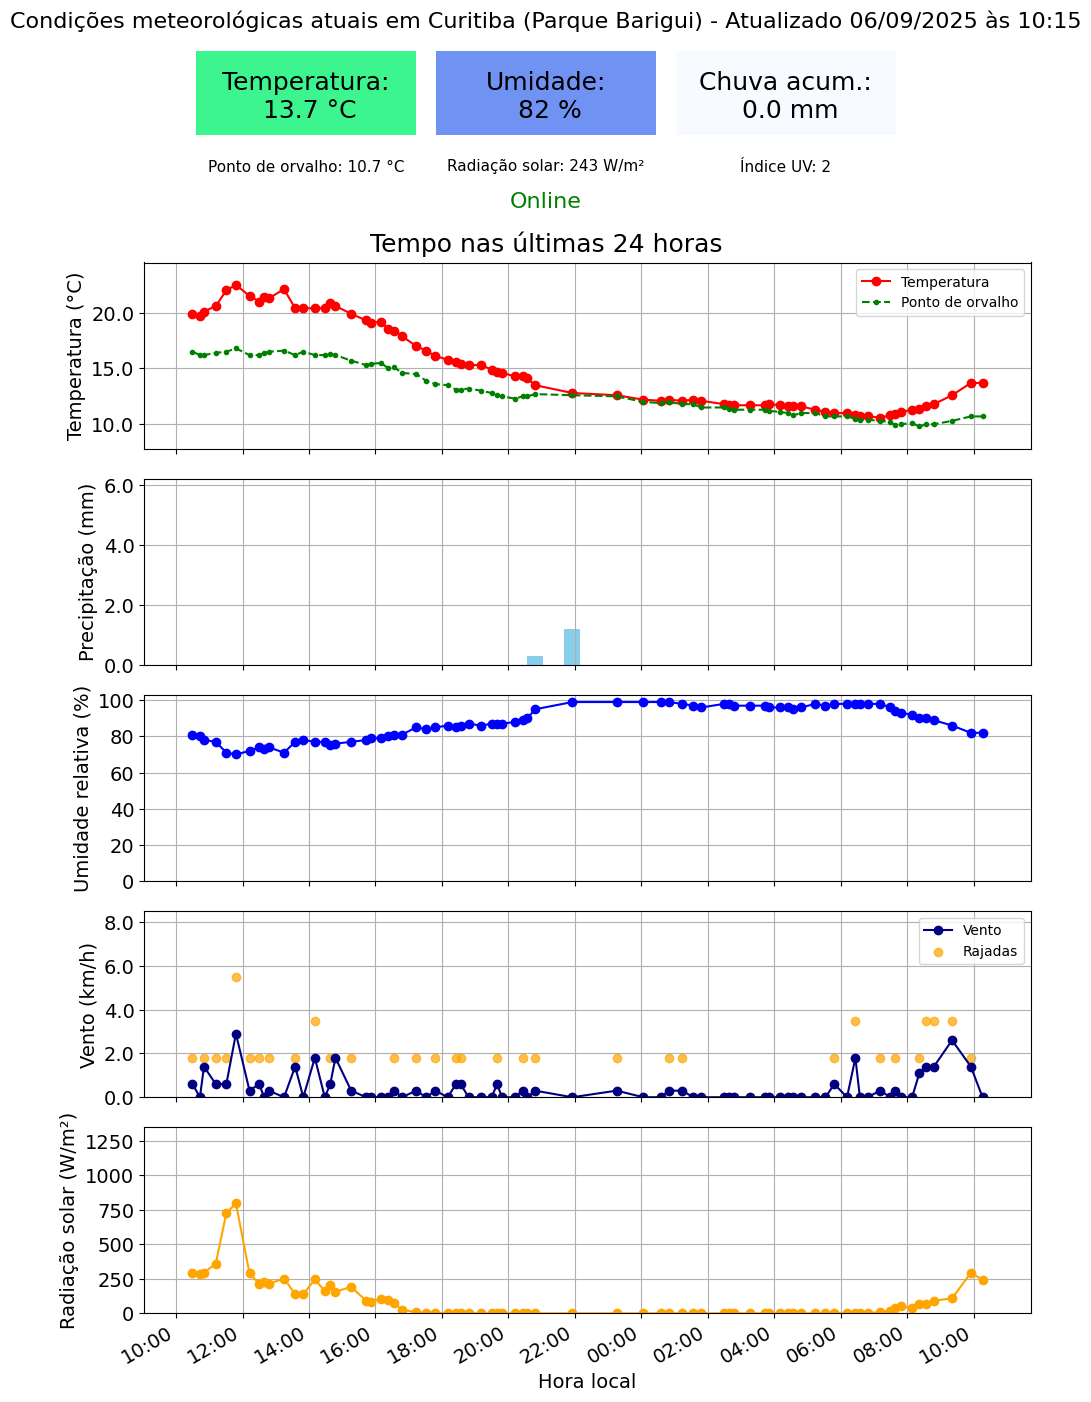 Condições meteorológicas atuais em Curitiba (Parque Barigui) - Atualizado 06/09/2025 às 10:15
Temperatura:
13.7 °C
Umidade:
82 %
Chuva acum.:
0.0 mm
Ponto de orvalho: 10.7 °C
Radiação solar: 243 W/m²
Índice UV: 2
Online
Tempo nas últimas 24 horas
Temperatura (°C)
20.0
15.0
10.0
Temperatura
Ponto de orvalho
Precipitação (mm)
6.0
4.0
2.0
0.0
Umidade relativa (%)
100
80
60
40
20
0
Vento (km/h)
8.0
6.0
4.0
2.0
0.0
Vento
Rajadas
Radiação solar (W/m²)
1250
1000
750
500
250
0
10:00
12:00
14:00
16:00
18:00
20:00
22:00
00:00
02:00
04:00
06:00
08:00
10:00
Hora local